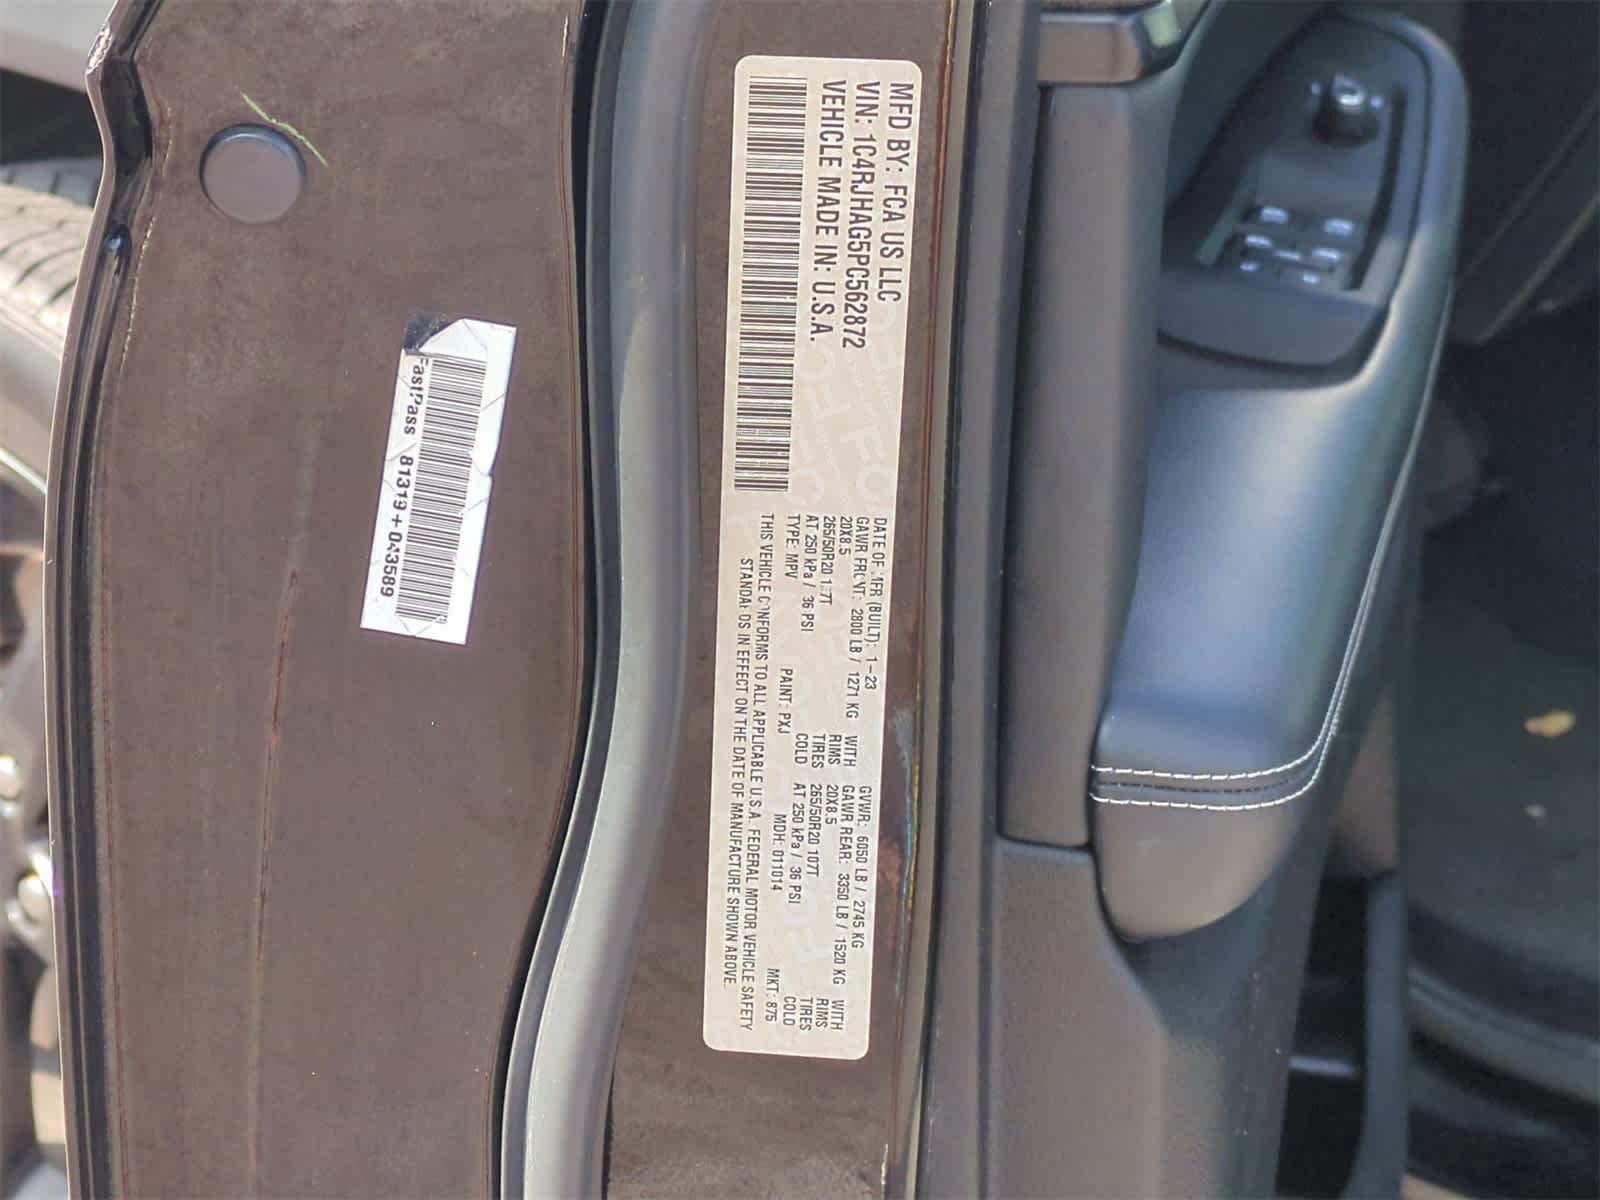 MFD BY: FCA US LLC
VIN: 1C4RJHAG5PC562872
VEHICLE MADE IN: U.S.A.
DATE OF MFR (BUILT): 1-23
GVWR: 6050 LB / 2745 KG
GAWR FRONT: 2800 LB / 1271 KG WITH
GAWR REAR: 3350 LB / 1520 KG WITH
20X8.5 RIMS
20X8.5 RIMS
265/50R20 107T TIRES
265/50R20 107T TIRES
AT 250 kPa / 36 PSI COLD
AT 250 kPa / 36 PSI COLD
TYPE: MPV PAINT: PXJ MDH: 011014 MKT: 875
THIS VEHICLE CONFORMS TO ALL APPLICABLE U.S.A. FEDERAL MOTOR VEHICLE SAFETY
STANDARDS IN EFFECT ON THE DATE OF MANUFACTURE SHOWN ABOVE.
FastPass 81319+043589